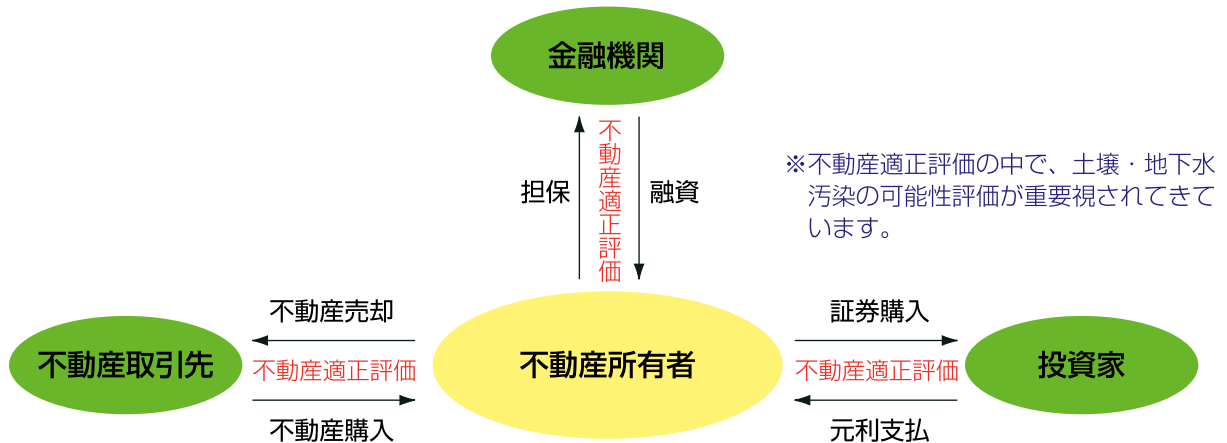 金融機関
不動産適正評価
担保
融資
※不動産適正評価の中で、土壌・地下水
汚染の可能性評価が重要視されてきて
います。
不動産売却
証券購入
不動産取引先
不動産適正評価
不動産所有者
不動産適正評価
投資家
不動産購入
元利支払